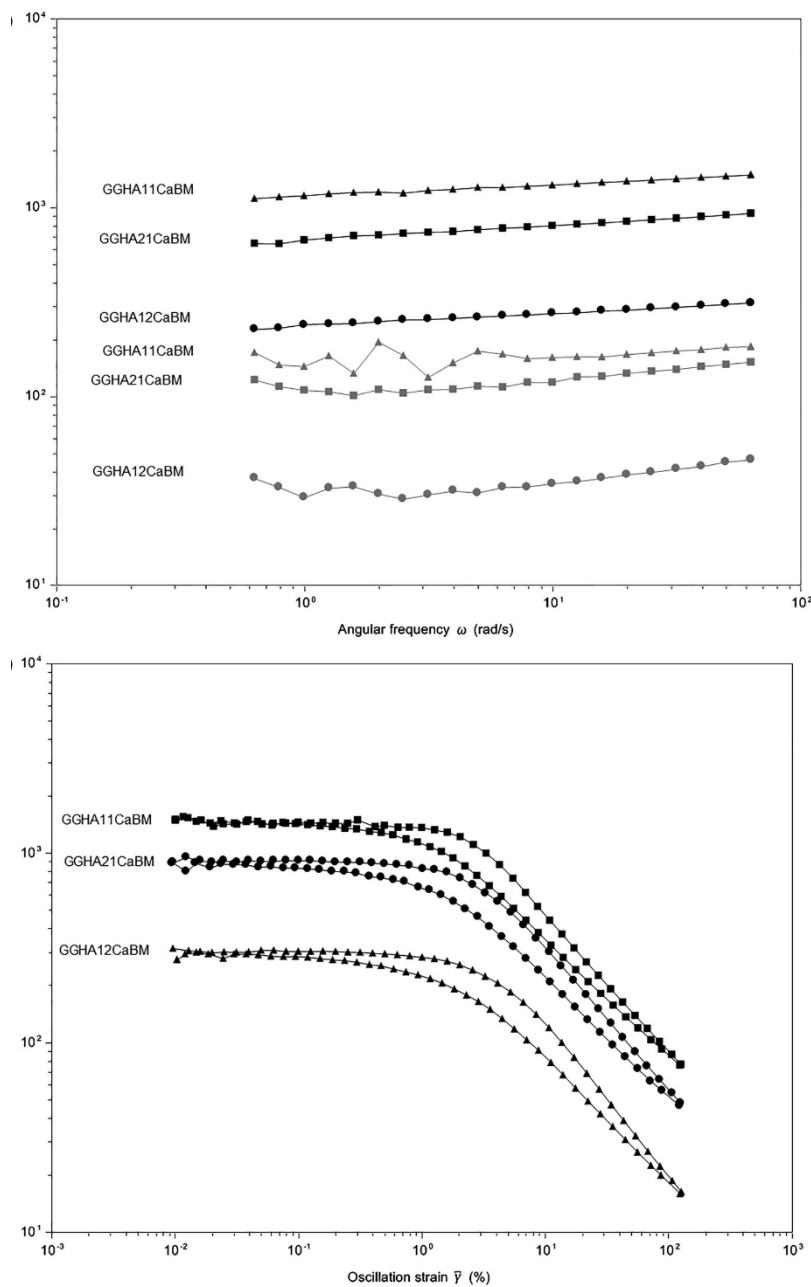 )
10⁴
GGHA11CaBM
10³
GGHA21CaBM
GGHA12CaBM
GGHA11CaBM
GGHA21CaBM
10²
GGHA12CaBM
10¹
10⁻¹ 10⁰ 10¹ 10²
Angular frequency ω (rad/s)
)
10⁴
GGHA11CaBM
10³
GGHA21CaBM
GGHA12CaBM
10²
10¹
10⁻³ 10⁻² 10⁻¹ 10⁰ 10¹ 10² 10³
Oscillation strain γ̅ (%)